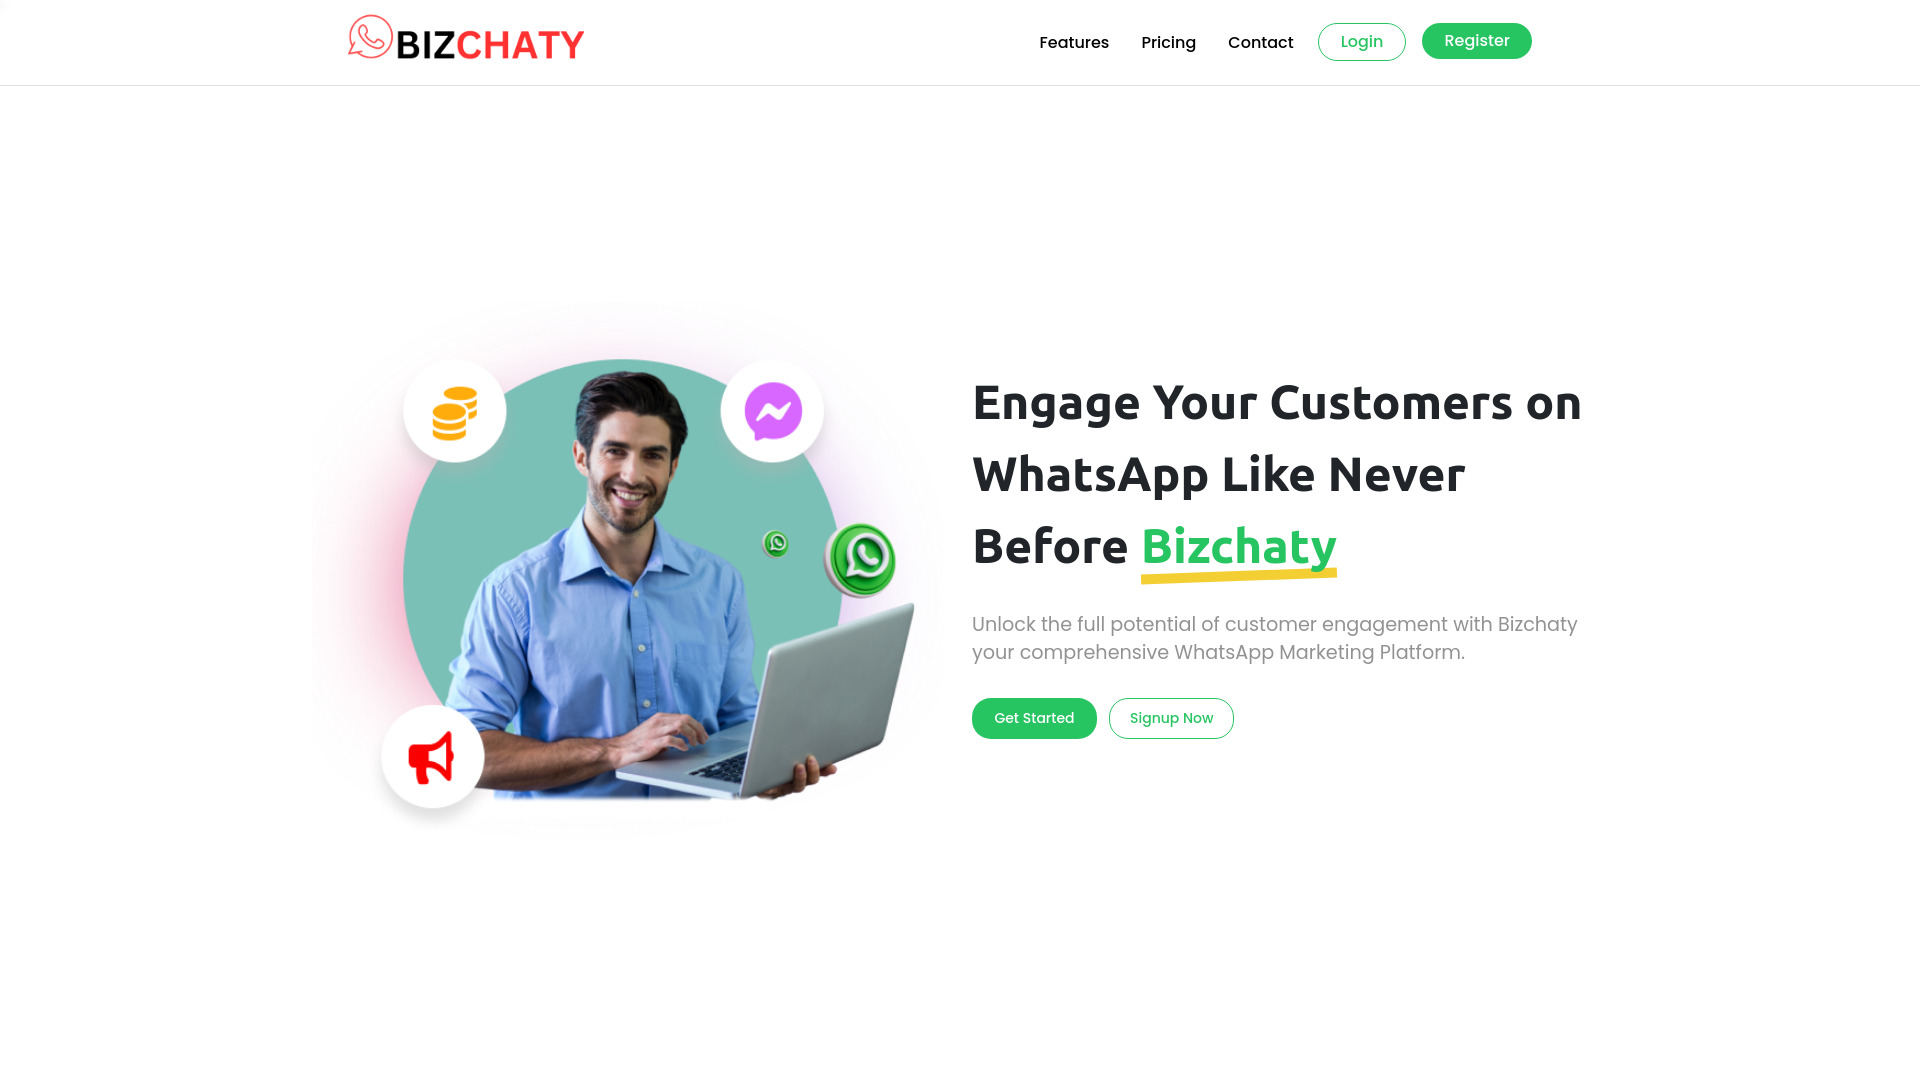 BIZCHATY
Features
Pricing
Contact
Login
Register
Engage Your Customers on
WhatsApp Like Never
Before Bizchaty
Unlock the full potential of customer engagement with Bizchaty
your comprehensive WhatsApp Marketing Platform.
Get Started
Signup Now